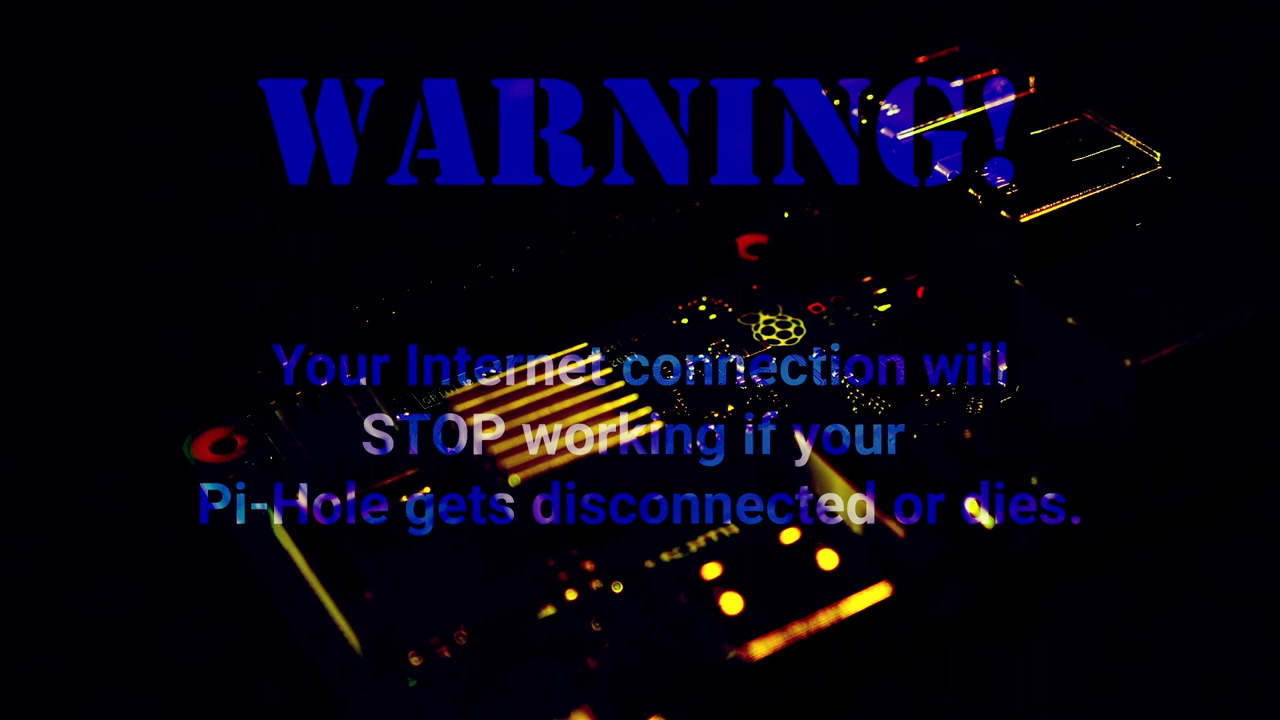 WARNING!
Your Internet connection will
STOP working if your
Pi-Hole gets disconnected or dies.